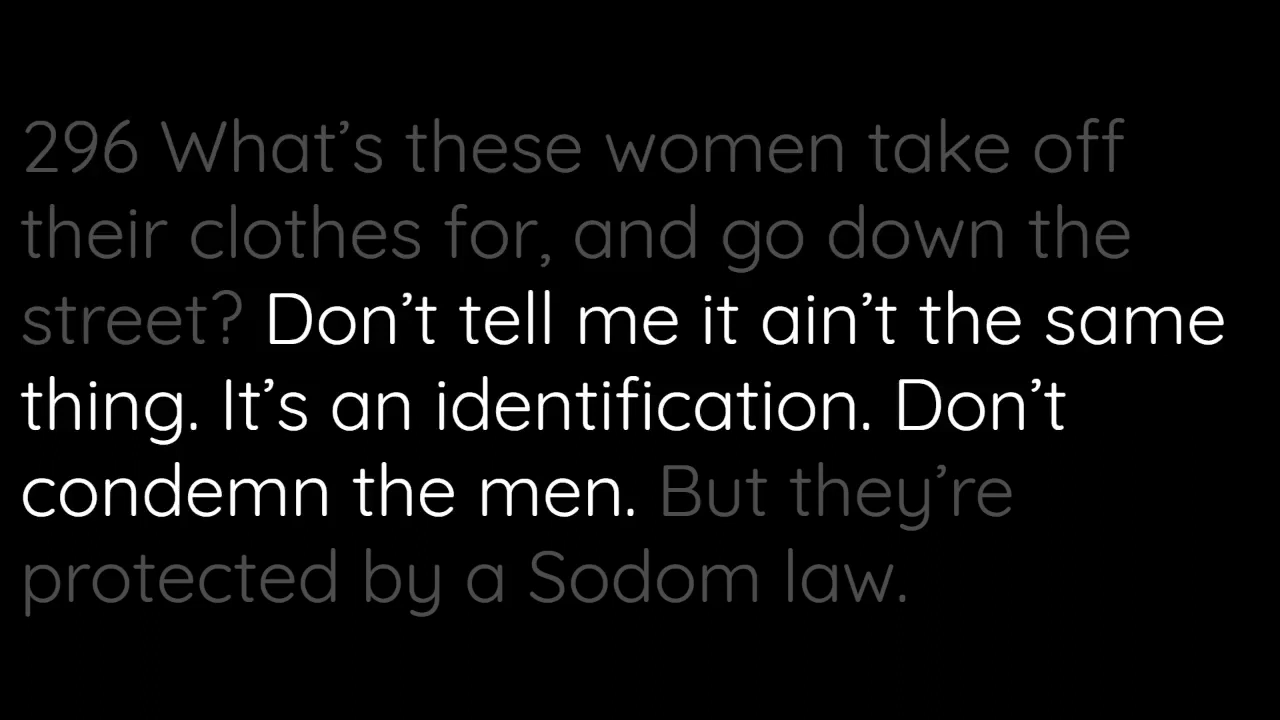 296 What’s these women take off
their clothes for, and go down the
street? Don’t tell me it ain’t the same
thing. It’s an identification. Don’t
condemn the men. But they’re
protected by a Sodom law.